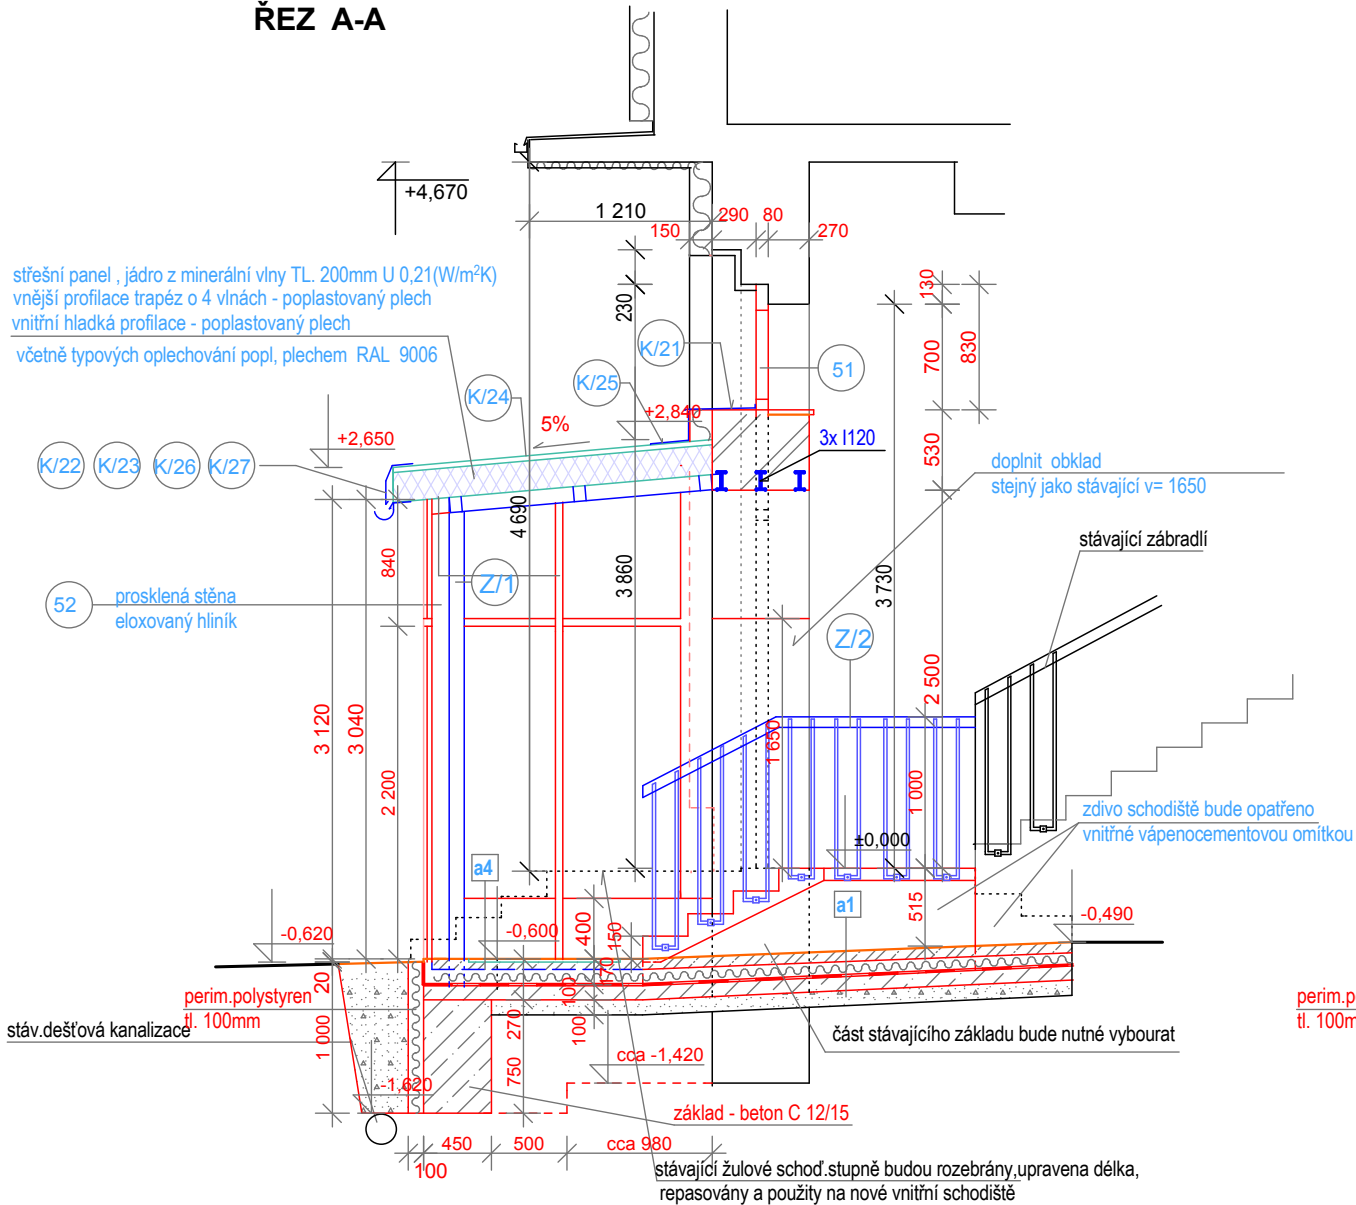 ŘEZ A-A
+4,670
1 210
290
80
150
270
střešní panel , jádro z minerální vlny TL. 200mm U 0,21(W/m²K)
vnější profilace trapéz o 4 vlnách - poplastovaný plech
vnitřní hladká profilace - poplastovaný plech
včetně typových oplechování popl, plechem RAL 9006
230
130
700
830
K/21
51
K/24
K/25
5%
+2,840
+2,650
3x I120
530
K/22
K/23
K/26
K/27
doplnit obklad
stejný jako stávající v= 1650
4 690
stávající zábradlí
840
3 860
3 730
Z/1
52
prosklená stěna
eloxovaný hliník
Z/2
2 500
3 120
3 040
1 650
2 200
1 000
zdivo schodiště bude opatřeno
vnitřné vápenocementovou omítkou
±0,000
a4
a1
515
-0,490
-0,620
-0,600
400
150
170
20
100
perim.polystyren
tl. 100mm
perim.p
tl. 100m
stáv.dešťová kanalizace
1 000
270
100
část stávajícího základu bude nutné vybourat
cca -1,420
750
-1,620
základ - beton C 12/15
450
500
cca 980
100
stávající žulové schoď.stupně budou rozebrány,upravena délka,
repasovány a použity na nové vnitřní schodiště